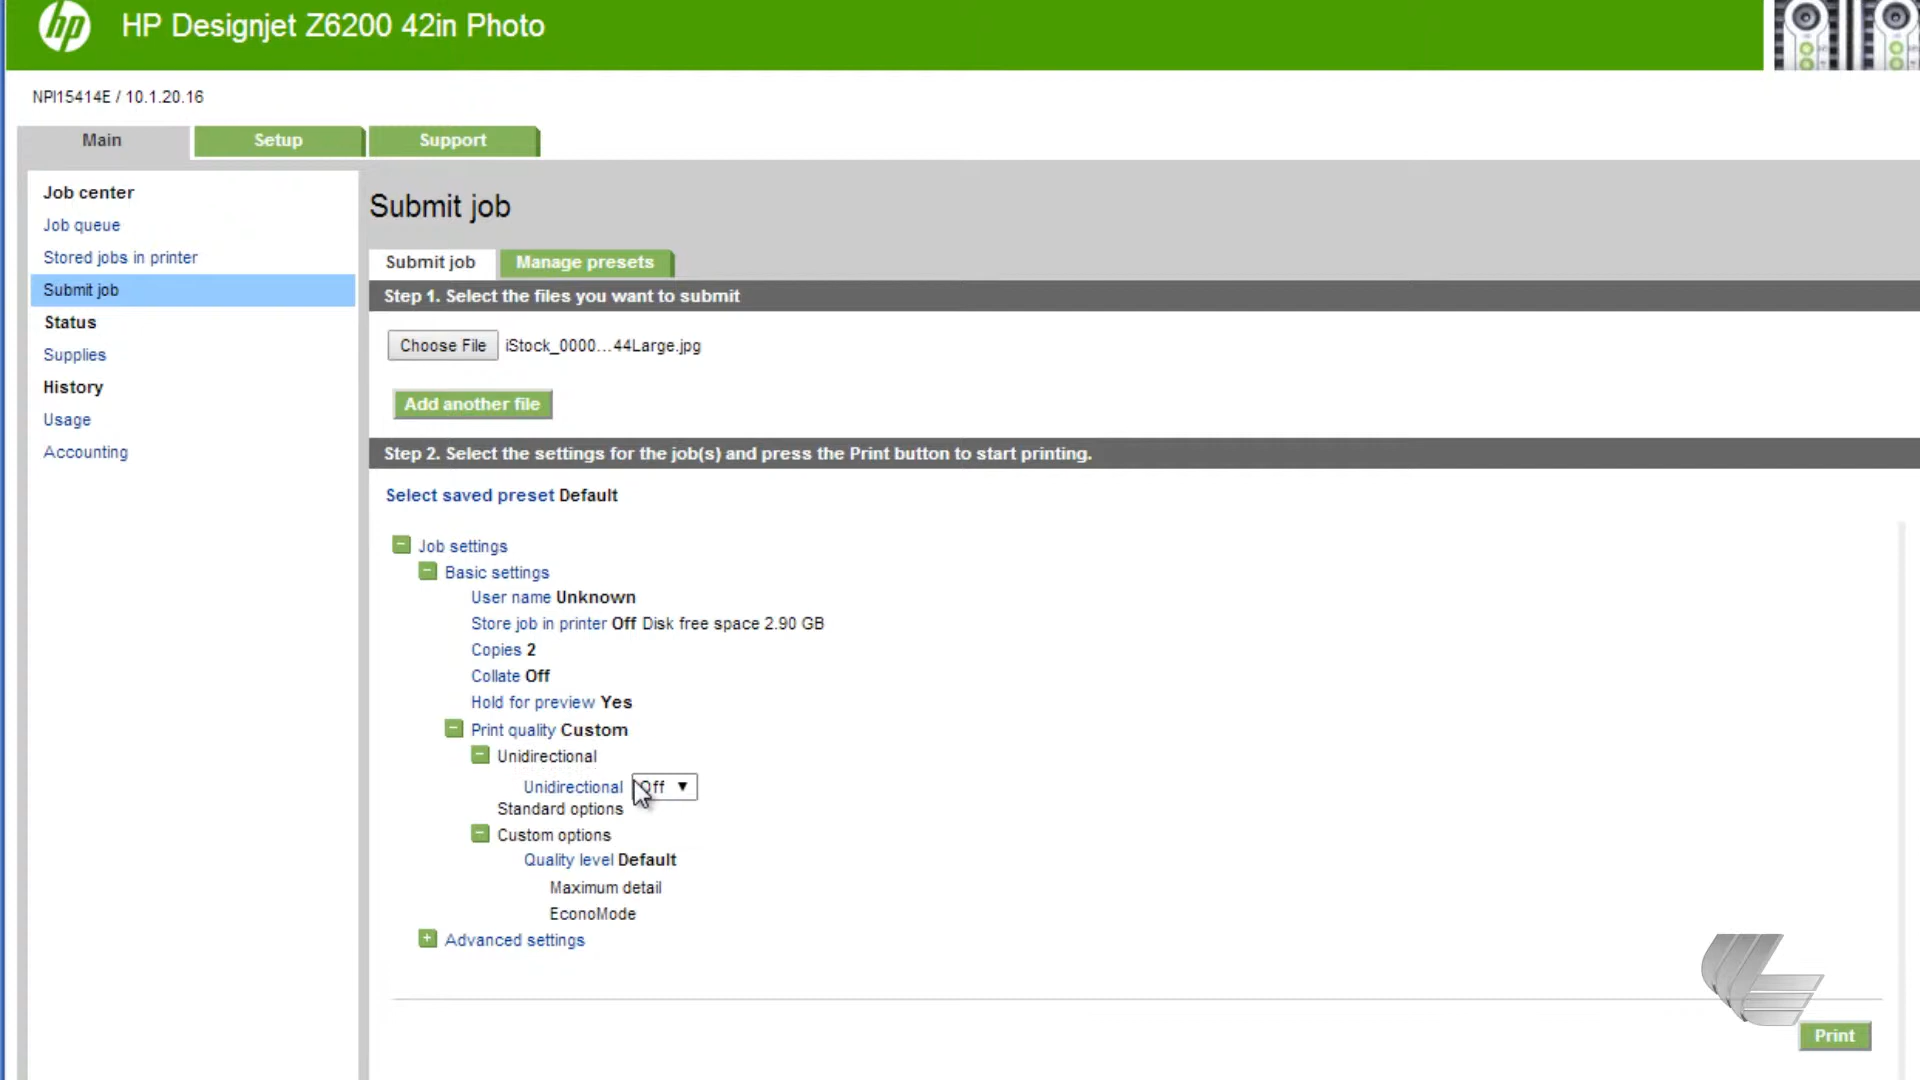 hp
HP Designjet Z6200 42in Photo
NPI15414E / 10.1.20.16
Main
Setup
Support
Job center
Job queue
Stored jobs in printer
Submit job
Status
Supplies
History
Usage
Accounting
Submit job
Submit job
Manage presets
Step 1. Select the files you want to submit
Choose File iStock_0000...44Large.jpg
Add another file
Step 2. Select the settings for the job(s) and press the Print button to start printing.
Select saved preset Default
Job settings
Basic settings
User name Unknown
Store job in printer Off Disk free space 2.90 GB
Copies 2
Collate Off
Hold for preview Yes
Print quality Custom
Unidirectional
Unidirectional Off
Standard options
Custom options
Quality level Default
Maximum detail
EconoMode
Advanced settings
Print